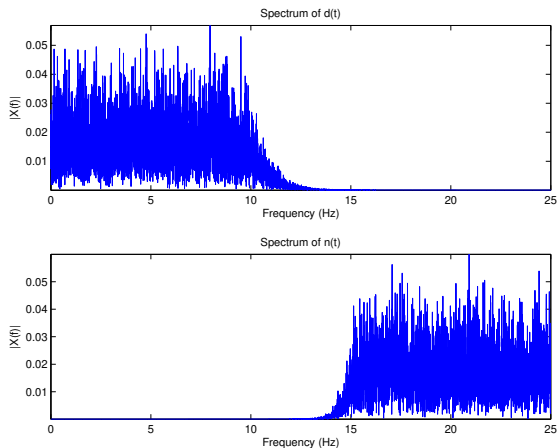 Spectrum of d(t)
0.05
0.04
0.03
0.02
0.01
|X(f)|
0 5 10 15 20 25
Frequency (Hz)
Spectrum of n(t)
0.05
0.04
0.03
0.02
0.01
|X(f)|
0 5 10 15 20 25
Frequency (Hz)